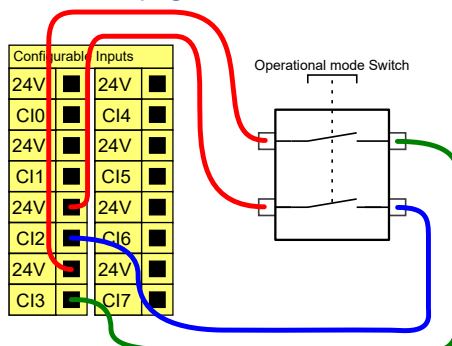 Configurable Inputs
Operational mode Switch
24V 24V
CI0 CI4
24V 24V
CI1 CI5
24V 24V
CI2 CI6
24V 24V
CI3 CI7